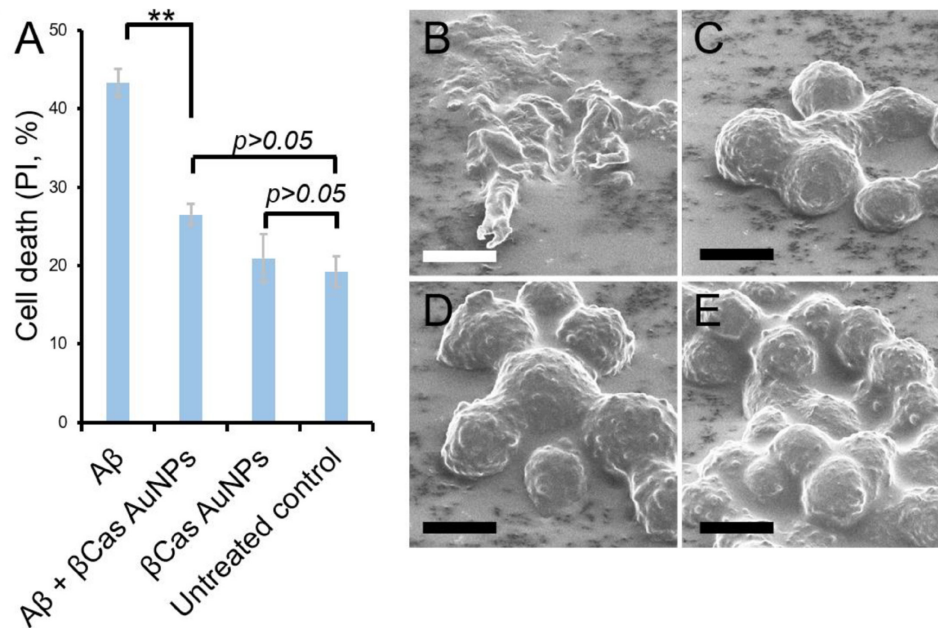 A
Cell death (PI, %)
50
40
30
20
10
0
**
p>0.05
p>0.05
Aβ
Aβ + βCas AuNPs
βCas AuNPs
Untreated control
B
C
D
E